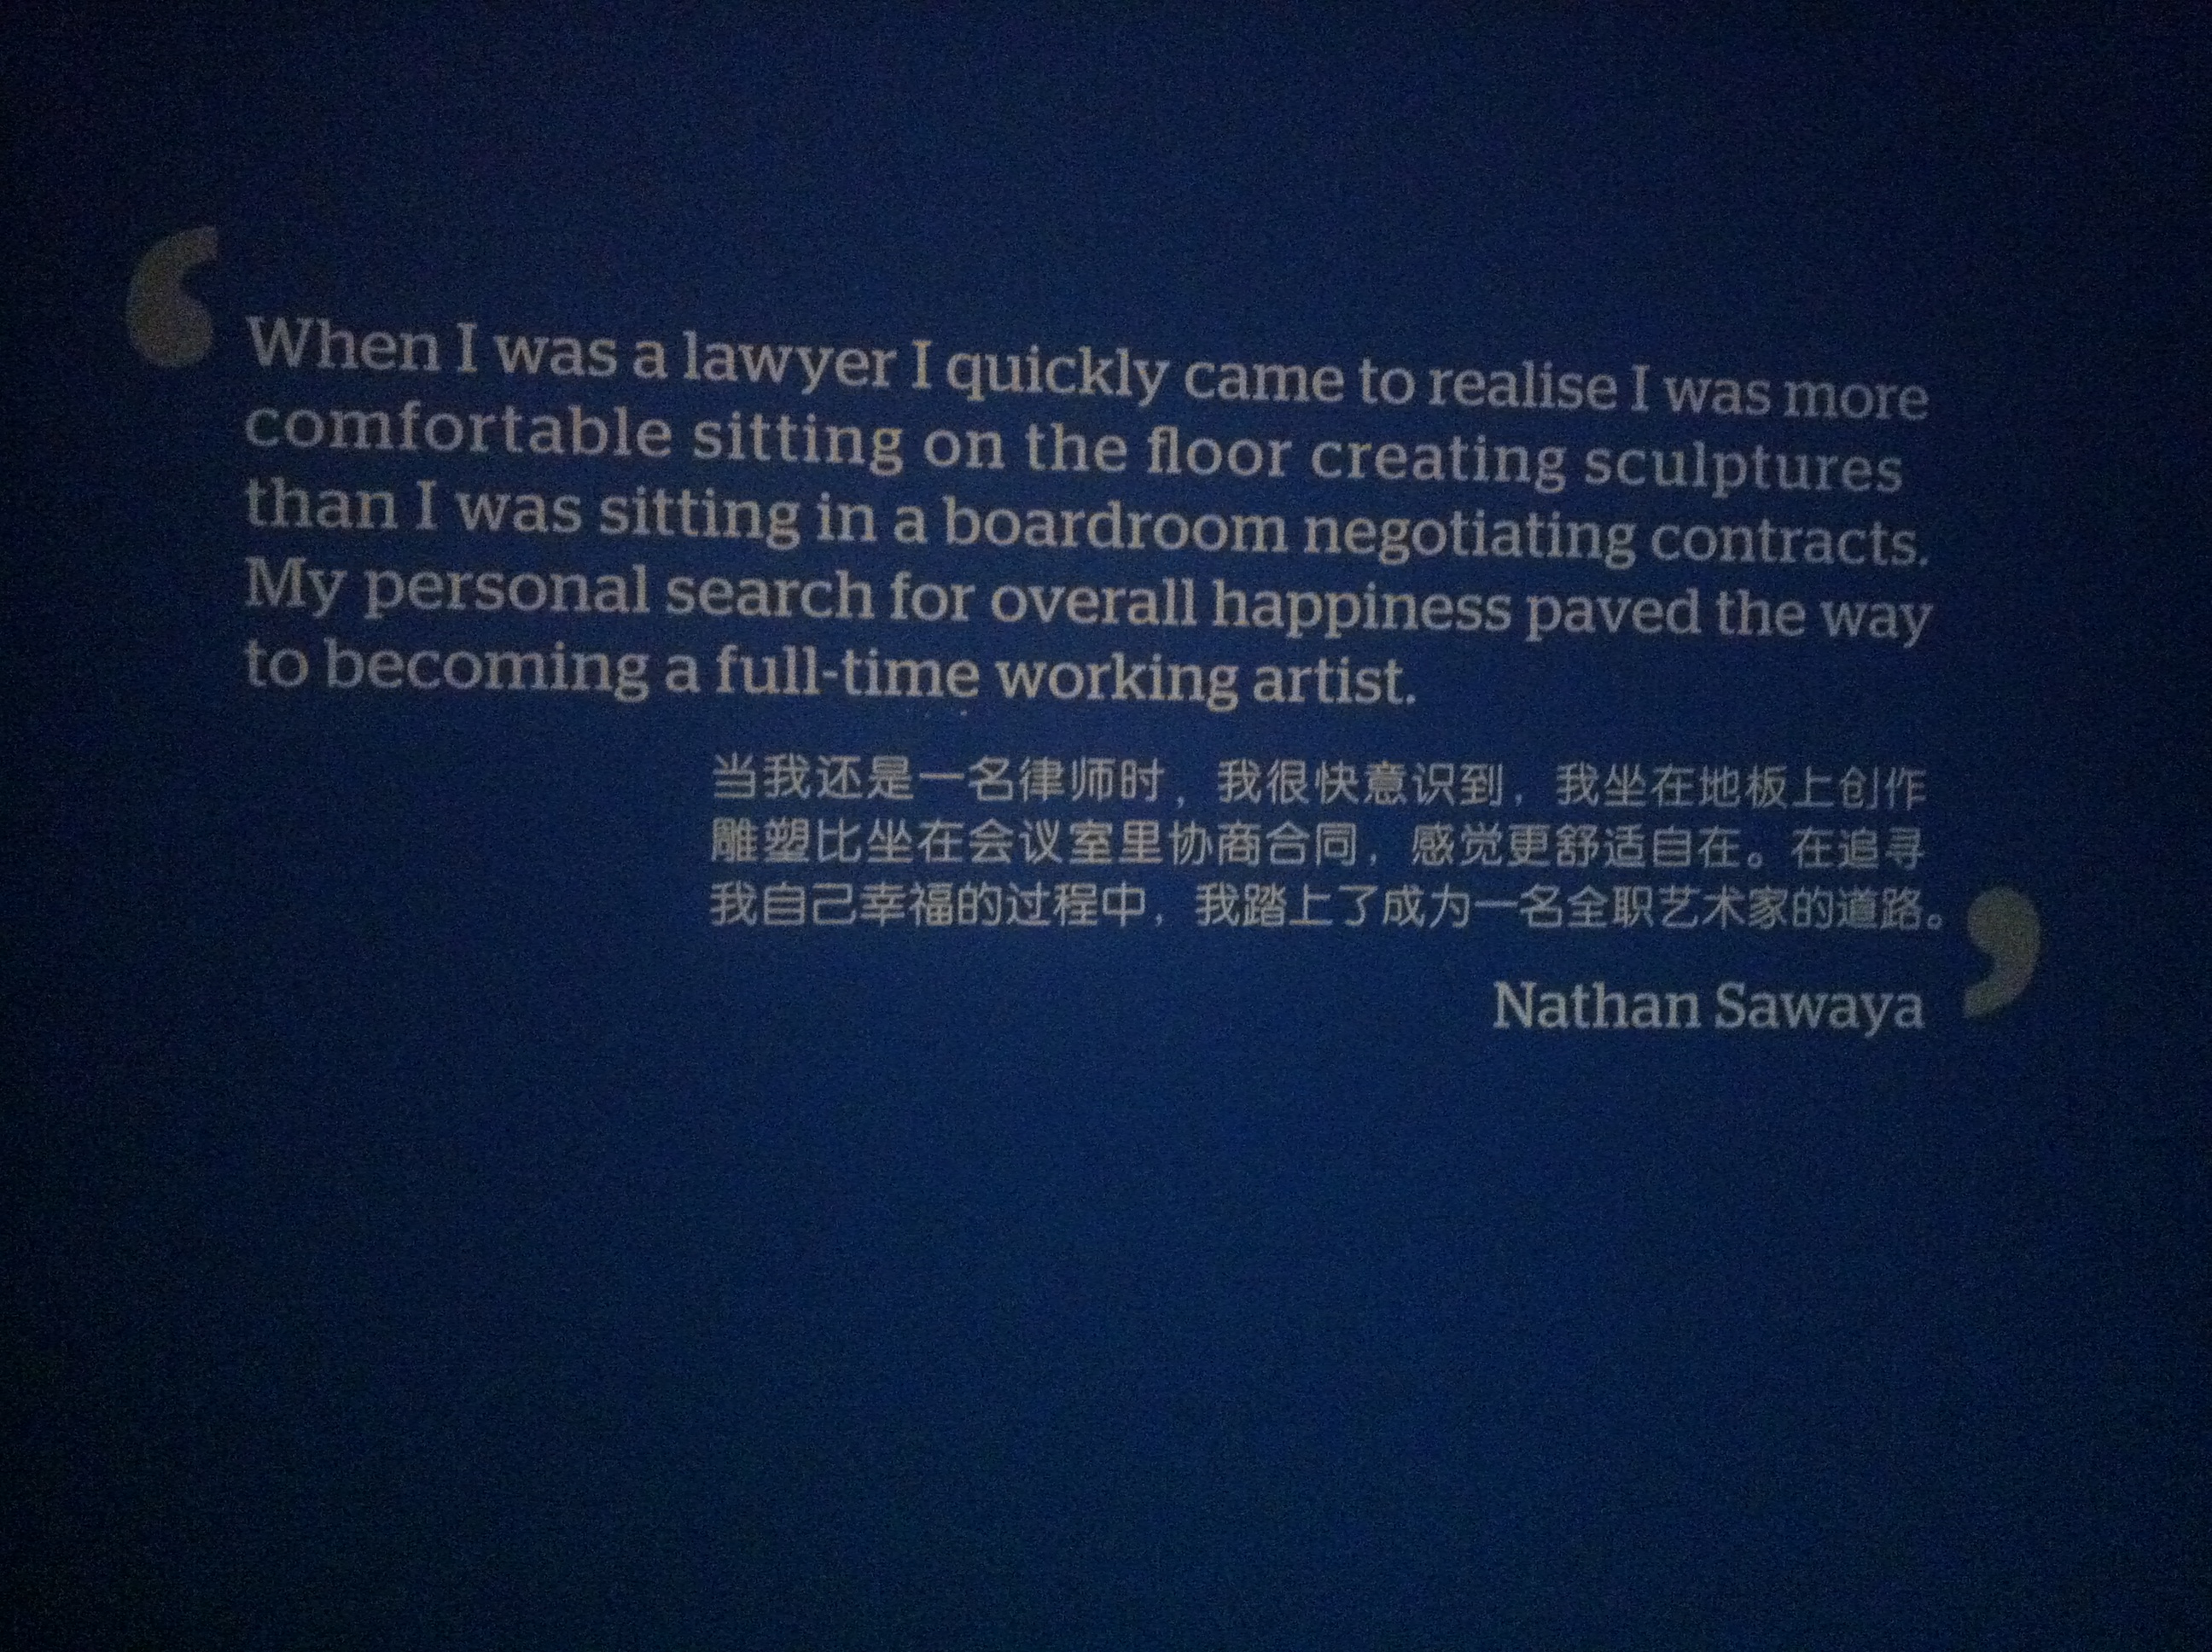 ‘
When I was a lawyer I quickly came to realise I was more
comfortable sitting on the floor creating sculptures
than I was sitting in a boardroom negotiating contracts.
My personal search for overall happiness paved the way
to becoming a full-time working artist.
当我还是一名律师时，我很快意识到，我坐在地板上创作
雕塑比坐在会议室里协商合同，感觉更舒适自在。在追寻
我自己幸福的过程中，我踏上了成为一名全职艺术家的道路。
’
Nathan Sawaya